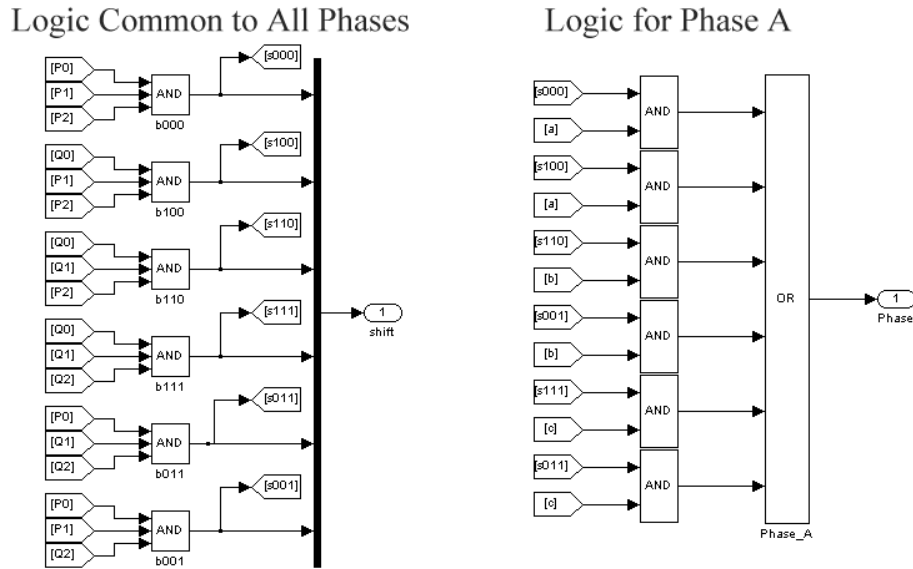 Logic Common to All Phases
[P0]
[P1]
[P2]
AND
b000
[s000]
[Q0]
[P1]
[P2]
AND
b100
[s100]
[Q0]
[Q1]
[P2]
AND
b110
[s110]
[Q0]
[Q1]
[Q2]
AND
b111
[s111]
[P0]
[Q1]
[Q2]
AND
b011
[s011]
[P0]
[P1]
[Q2]
AND
b001
[s001]
1
shift
Logic for Phase A
[s000]
[a]
AND
[s100]
[a]
AND
[s110]
[b]
AND
[s001]
[b]
AND
[s111]
[c]
AND
[s011]
[c]
AND
OR
Phase_A
1
Phase